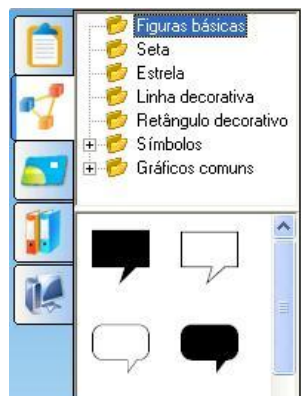 Figuras básicas
Seta
Estrela
Linha decorativa
Retângulo decorativo
Símbolos
Gráficos comuns